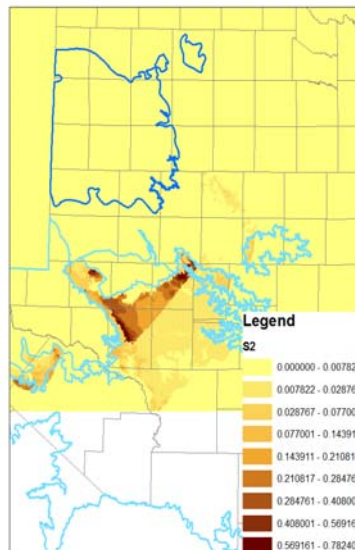 Legend
S2
0.000000 - 0.00782
0.007822 - 0.02876
0.028767 - 0.07700
0.077001 - 0.14391
0.143911 - 0.21081
0.210817 - 0.28476
0.284761 - 0.40800
0.408001 - 0.56916
0.569161 - 0.78240